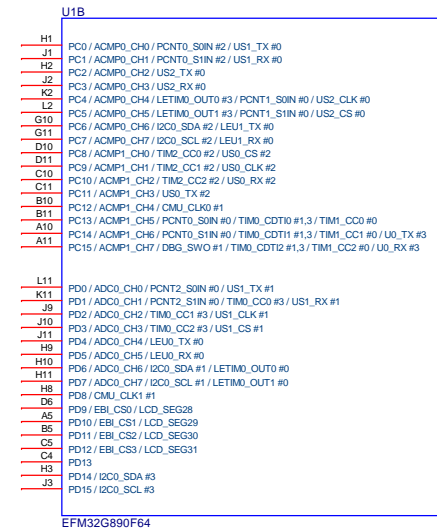 U1B
H1 PC0 / ACMP0_CH0 / PCNT0_S0IN #2 / US1_TX #0
J1 PC1 / ACMP0_CH1 / PCNT0_S1IN #2 / US1_RX #0
H2 PC2 / ACMP0_CH2 / US2_TX #0
J2 PC3 / ACMP0_CH3 / US2_RX #0
K2 PC4 / ACMP0_CH4 / LETIM0_OUT0 #3 / PCNT1_S0IN #0 / US2_CLK #0
L2 PC5 / ACMP0_CH5 / LETIM0_OUT1 #3 / PCNT1_S1IN #0 / US2_CS #0
G10 PC6 / ACMP0_CH6 / I2C0_SDA #2 / LEU1_TX #0
G11 PC7 / ACMP0_CH7 / I2C0_SCL #2 / LEU1_RX #0
D10 PC8 / ACMP1_CH0 / TIM2_CC0 #2 / US0_CS #2
D11 PC9 / ACMP1_CH1 / TIM2_CC1 #2 / US0_CLK #2
C10 PC10 / ACMP1_CH2 / TIM2_CC2 #2 / US0_RX #2
C11 PC11 / ACMP1_CH3 / US0_TX #2
B10 PC12 / ACMP1_CH4 / CMU_CLK0 #1
B11 PC13 / ACMP1_CH5 / PCNT0_S0IN #0 / TIM0_CDTI0 #1,3 / TIM1_CC0 #0
A10 PC14 / ACMP1_CH6 / PCNT0_S1IN #0 / TIM0_CDTI1 #1,3 / TIM1_CC1 #0 / U0_TX #3
A11 PC15 / ACMP1_CH7 / DBG_SWO #1 / TIM0_CDTI2 #1,3 / TIM1_CC2 #0 / U0_RX #3
L11 PD0 / ADC0_CH0 / PCNT2_S0IN #0 / US1_TX #1
K11 PD1 / ADC0_CH1 / PCNT2_S1IN #0 / TIM0_CC0 #3 / US1_RX #1
J9 PD2 / ADC0_CH2 / TIM0_CC1 #3 / US1_CLK #1
J10 PD3 / ADC0_CH3 / TIM0_CC2 #3 / US1_CS #1
J11 PD4 / ADC0_CH4 / LEU0_TX #0
H9 PD5 / ADC0_CH5 / LEU0_RX #0
H10 PD6 / ADC0_CH6 / I2C0_SDA #1 / LETIM0_OUT0 #0
H11 PD7 / ADC0_CH7 / I2C0_SCL #1 / LETIM0_OUT1 #0
H8 PD8 / CMU_CLK1 #1
D6 PD9 / EBI_CS0 / LCD_SEG28
A5 PD10 / EBI_CS1 / LCD_SEG29
B5 PD11 / EBI_CS2 / LCD_SEG30
C5 PD12 / EBI_CS3 / LCD_SEG31
C4 PD13
H3 PD14 / I2C0_SDA #3
J3 PD15 / I2C0_SCL #3
EFM32G890F64